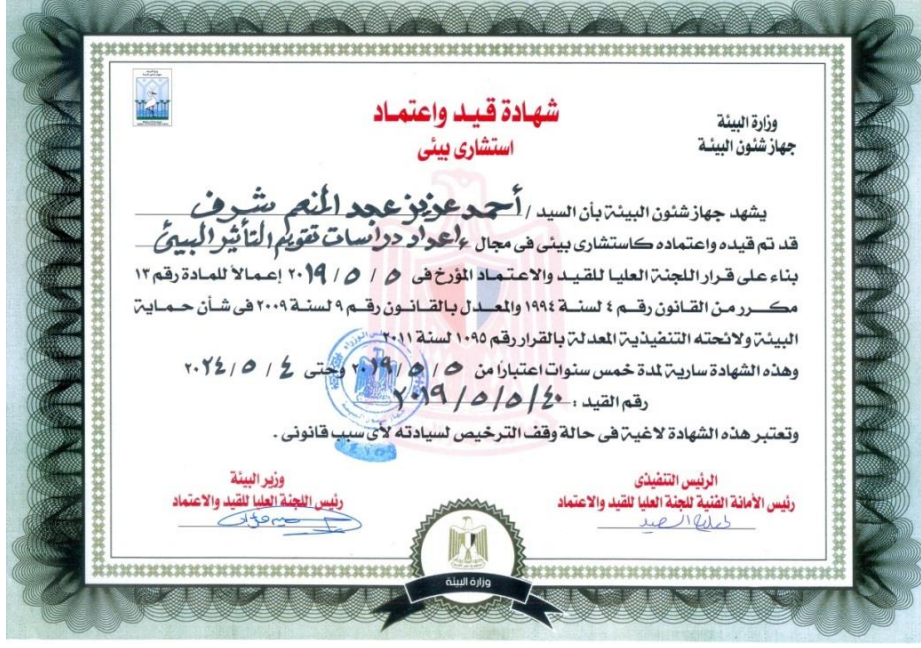 وزارة البيئة
جهاز شئون البيئة
شهادة قيد واعتماد
استشارى بيئى
يشهد جهاز شئون البيئة بأن السيد / أحمد عزيز عبد المنعم شرف
قد تم قيده واعتماده كاستشارى بيئى فى مجال / اعداد دراسات تقويم التأثير البيئى
بناء على قرار اللجنة العليا للقيد والاعتماد المؤرخ فى ٥ / ٥ / ٢٠١٩ إعمالاً للمادة رقم ١٣
مكرر من القانون رقم ٤ لسنة ١٩٩٤ والمعدل بالقانون رقم ٩ لسنة ٢٠٠٩ فى شأن حماية
البيئة ولائحته التنفيذية المعدلة بالقرار رقم ١٠٩٥ لسنة ٢٠١١
وهذه الشهادة سارية لمدة خمس سنوات اعتباراً من ٥ / ٥ / ٢٠١٩ وحتى ٤ / ٥ / ٢٠٢٤
رقم القيد : ٤٠ / ٥ / ٥ / ٢٠١٩
وتعتبر هذه الشهادة لاغية فى حالة وقف الترخيص لسيادته لأى سبب قانونى .
الرئيس التنفيذى
رئيس الأمانة الفنية للجنة العليا للقيد والاعتماد
وزير البيئة
رئيس اللجنة العليا للقيد والاعتماد
وزارة البيئة